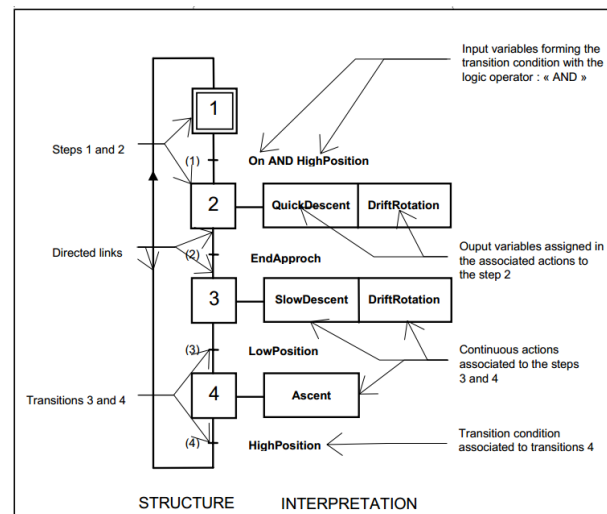 Input variables forming the
transition condition with the
logic operator : « AND »
1
Steps 1 and 2
(1)
On AND HighPosition
2
QuickDescent
DriftRotation
Directed links
(2)
EndApproch
Ouput variables assigned in
the associated actions to
the step 2
3
SlowDescent
DriftRotation
(3)
LowPosition
Continuous actions
associated to the steps
3 and 4
Transitions 3 and 4
4
Ascent
(4)
HighPosition
Transition condition
associated to transitions 4
STRUCTURE
INTERPRETATION